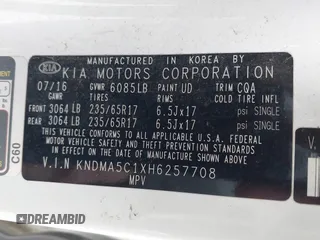 MANUFACTURED IN KOREA BY
KIA KIA MOTORS CORPORATION
07/16 GVWR 6085LB PAINT UD TRIM CQA
GAWR TIRES RIMS
FRONT 3064 LB 235/65R17 6.5Jx17 psi SINGLE
REAR 3064 LB 235/65R17 6.5Jx17 psi SINGLE
THIS VEHICLE CONFORMS TO ALL APPLICABLE U.S. FEDERAL
MOTOR VEHICLE SAFETY AND THEFT PREVENTION STANDARDS
IN EFFECT ON THE DATE OF MANUFACTURE SHOWN ABOVE.
V.I.N KNDMA5C1XH6257708
MPV
C60
DREAMBID